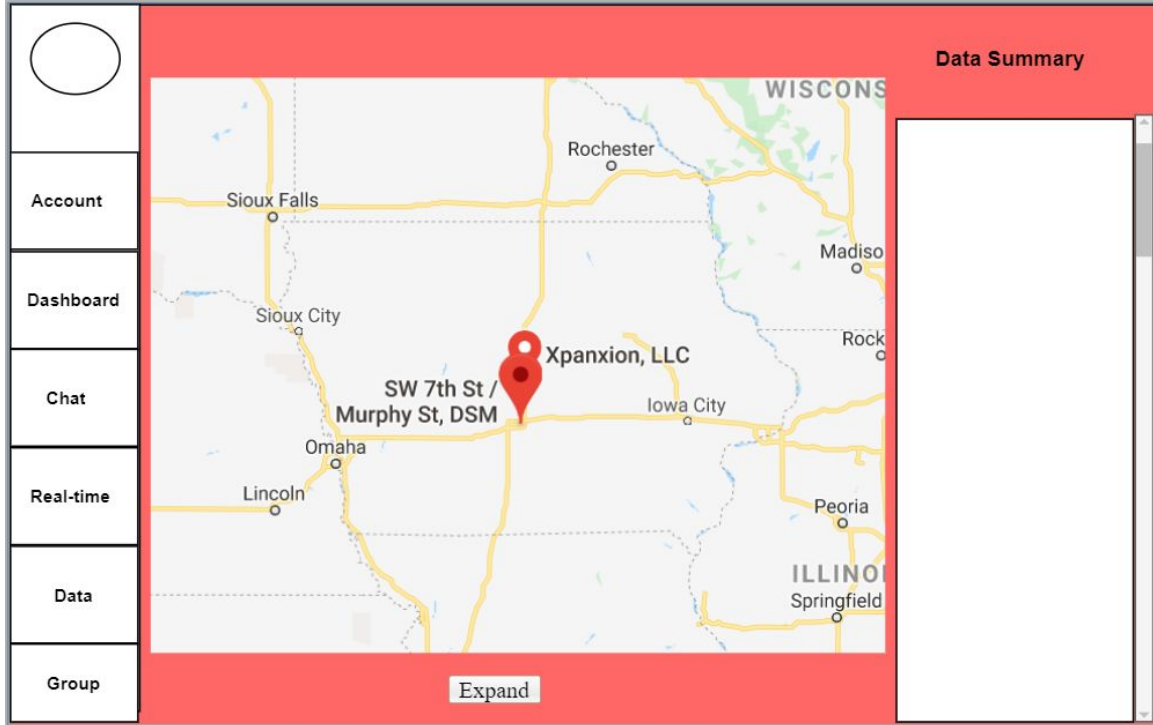 Data Summary
Account
Dashboard
Chat
Real-time
Data
Group
WISCONS
Rochester
Sioux Falls
Madiso
Sioux City
Rock
Xpanxion, LLC
SW 7th St /
Murphy St, DSM
Iowa City
Omaha
Lincoln
Peoria
ILLINO
Springfield
Expand